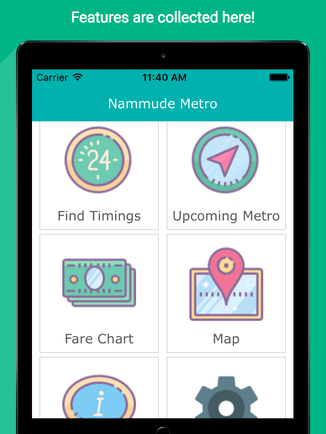 Features are collected here!
Carrier 11:40 AM
Nammude Metro
24
Find Timings Upcoming Metro
Fare Chart Map
i